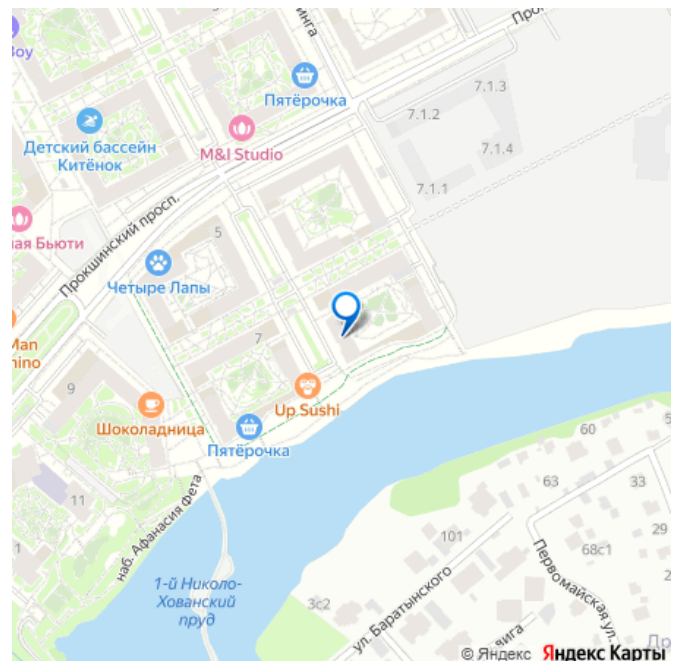 Пятёрочка
Детский бассейн
Китёнок
M&I Studio
7.1.3
7.1.2
7.1.4
7.1.1
Прокшинский просп.
5
Четыре Лапы
7
9
Шоколадница
Up Sushi
Пятёрочка
11
наб. Афанасия Фета
1-й Николо-
Хованский
пруд
60
63
33
101
68с1
29
3с2
ул. Баратынского
Первомайская ул.
© Яндекс Яндекс Карты